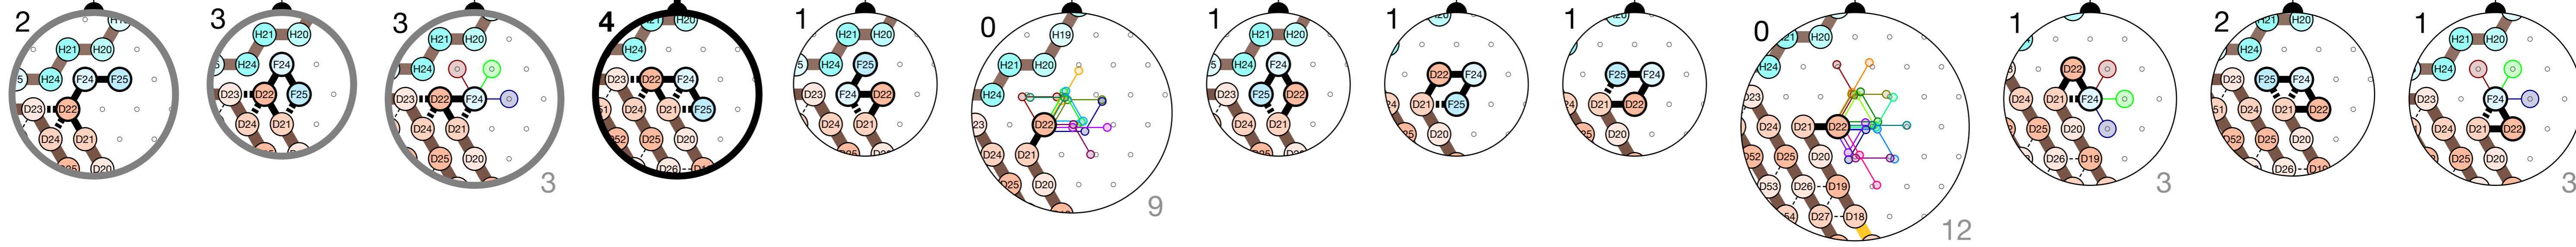 2 3 3 4 1 0 1 1 1 0 1 2 1
H21 H20 H24 F24 F25 D23 D22 D24 D21 D20
H21 H20 F24 D23 D22 F25 D24 D21
H21 H20 H24 D23 D22 F24 D24 D21 D25 D20 3
H20 H24 D23 D22 F24 D24 D21 F25 D52 D25 D20 D26
H21 H20 H24 F25 D23 F24 D22 D24 D21
H19 H21 H20 H24 D22 D24 D21 D25 D20 9
H21 H20 H24 F24 D23 F25 D22 D24 D21
D22 F24 D21 F25 D20
F25 F24 D21 D22 D20
H21 H20 H24 D24 D21 D22 D52 D25 D20 D53 D26 D19 D27 D18 12
D22 D24 D21 F24 D25 D20 D26 D19 3
H21 H20 H24 D23 F25 F24 D24 D21 D22 D52 D25 D20 D26
H21 H20 H24 D23 F24 D24 D21 D22 D25 D20 3